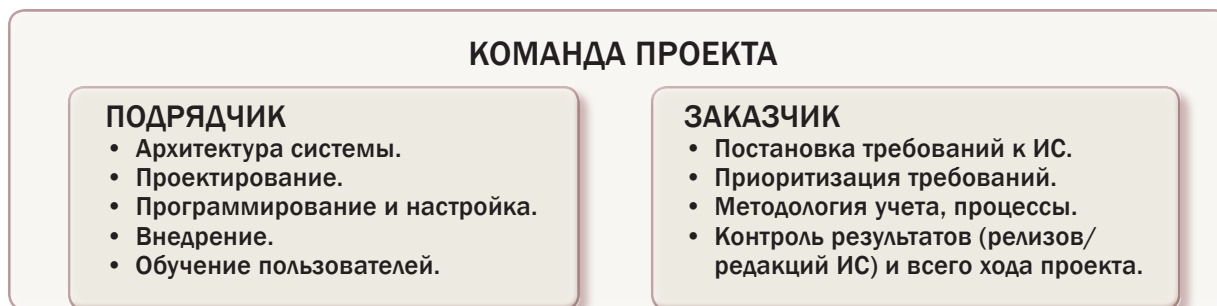 КОМАНДА ПРОЕКТА
ПОДРЯДЧИК
• Архитектура системы.
• Проектирование.
• Программирование и настройка.
• Внедрение.
• Обучение пользователей.
ЗАКАЗЧИК
• Постановка требований к ИС.
• Приоритизация требований.
• Методология учета, процессы.
• Контроль результатов (релизов/
редакций ИС) и всего хода проекта.